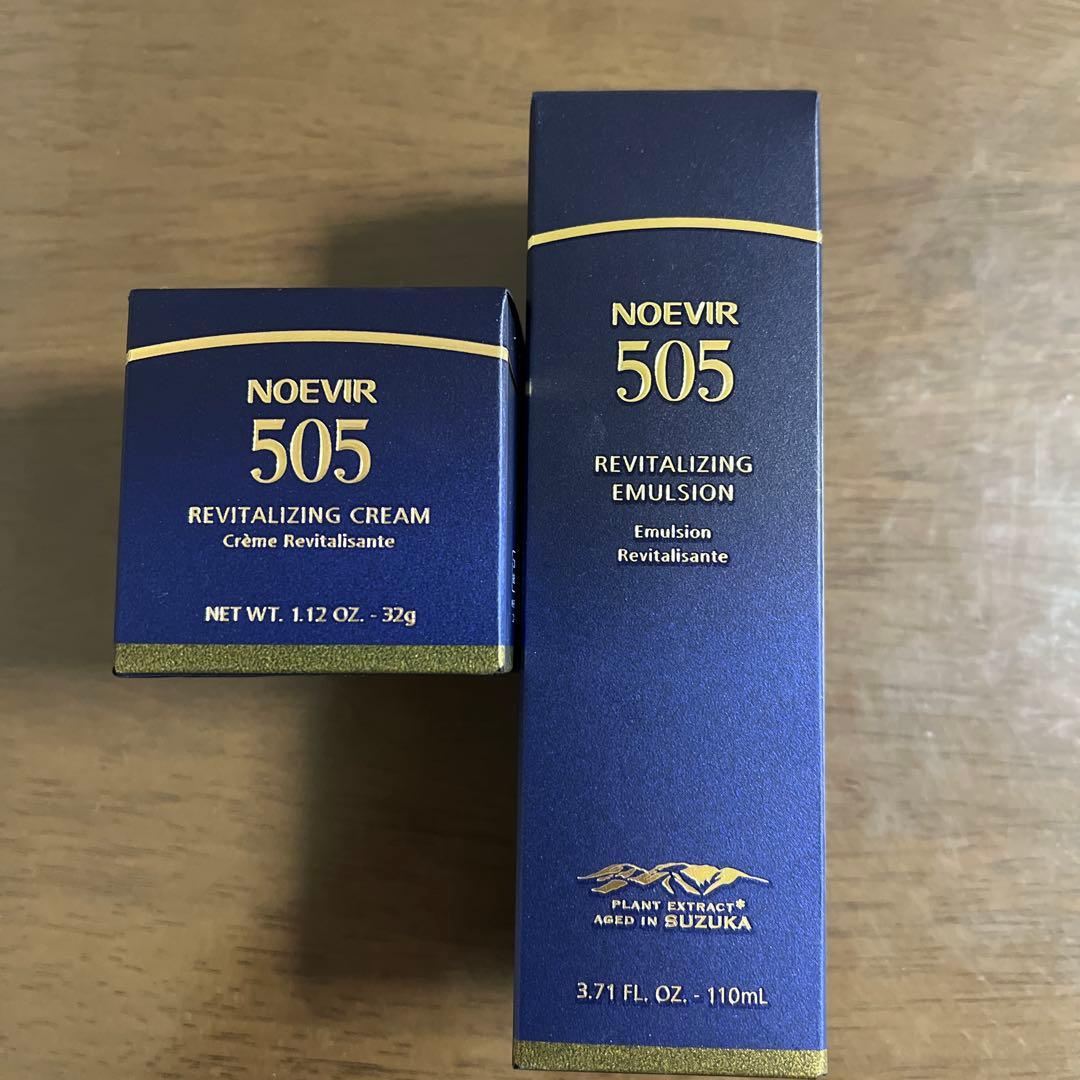 NOEVIR
505
REVITALIZING CREAM
Crème Revitalisante
NET WT. 1.12 OZ. - 32g
NOEVIR
505
REVITALIZING
EMULSION
Emulsion
Revitalisante
PLANT EXTRACT*
AGED IN SUZUKA
3.71 FL. OZ. - 110mL